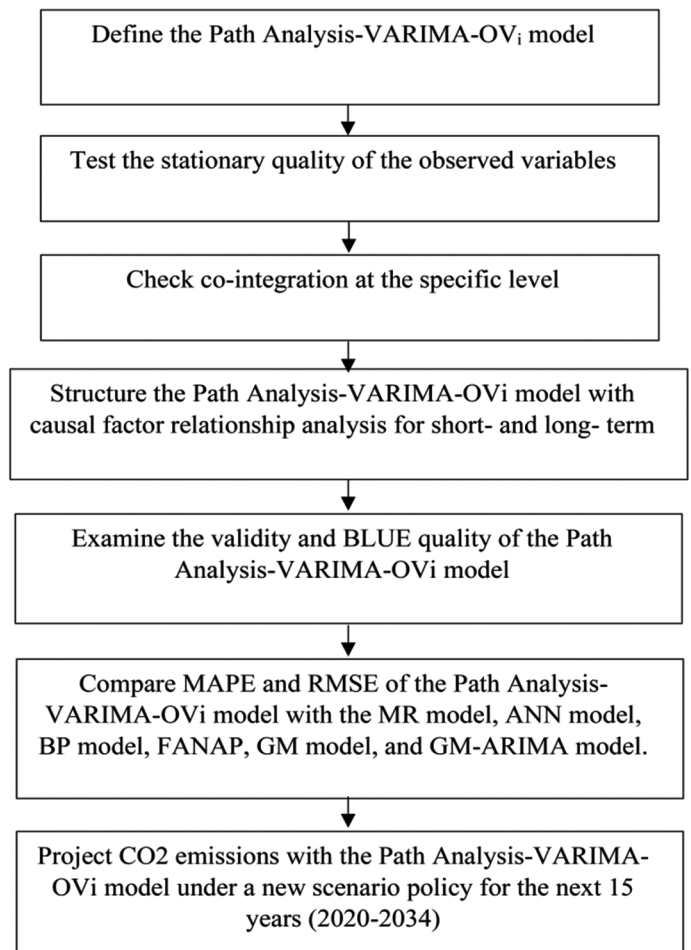 Define the Path Analysis-VARIMA-OVᵢ model
Test the stationary quality of the observed variables
Check co-integration at the specific level
Structure the Path Analysis-VARIMA-OVi model with
causal factor relationship analysis for short- and long- term
Examine the validity and BLUE quality of the Path
Analysis-VARIMA-OVi model
Compare MAPE and RMSE of the Path Analysis-
VARIMA-OVi model with the MR model, ANN model,
BP model, FANAP, GM model, and GM-ARIMA model.
Project CO2 emissions with the Path Analysis-VARIMA-
OVi model under a new scenario policy for the next 15
years (2020-2034)